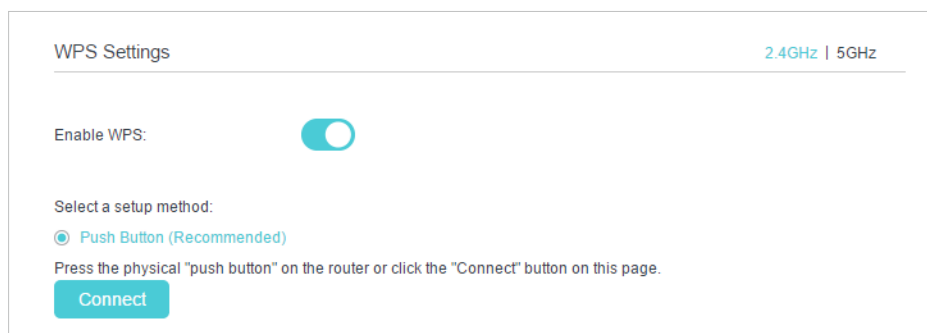 WPS Settings
2.4GHz | 5GHz
Enable WPS:
Select a setup method:
Push Button (Recommended)
Press the physical "push button" on the router or click the "Connect" button on this page.
Connect